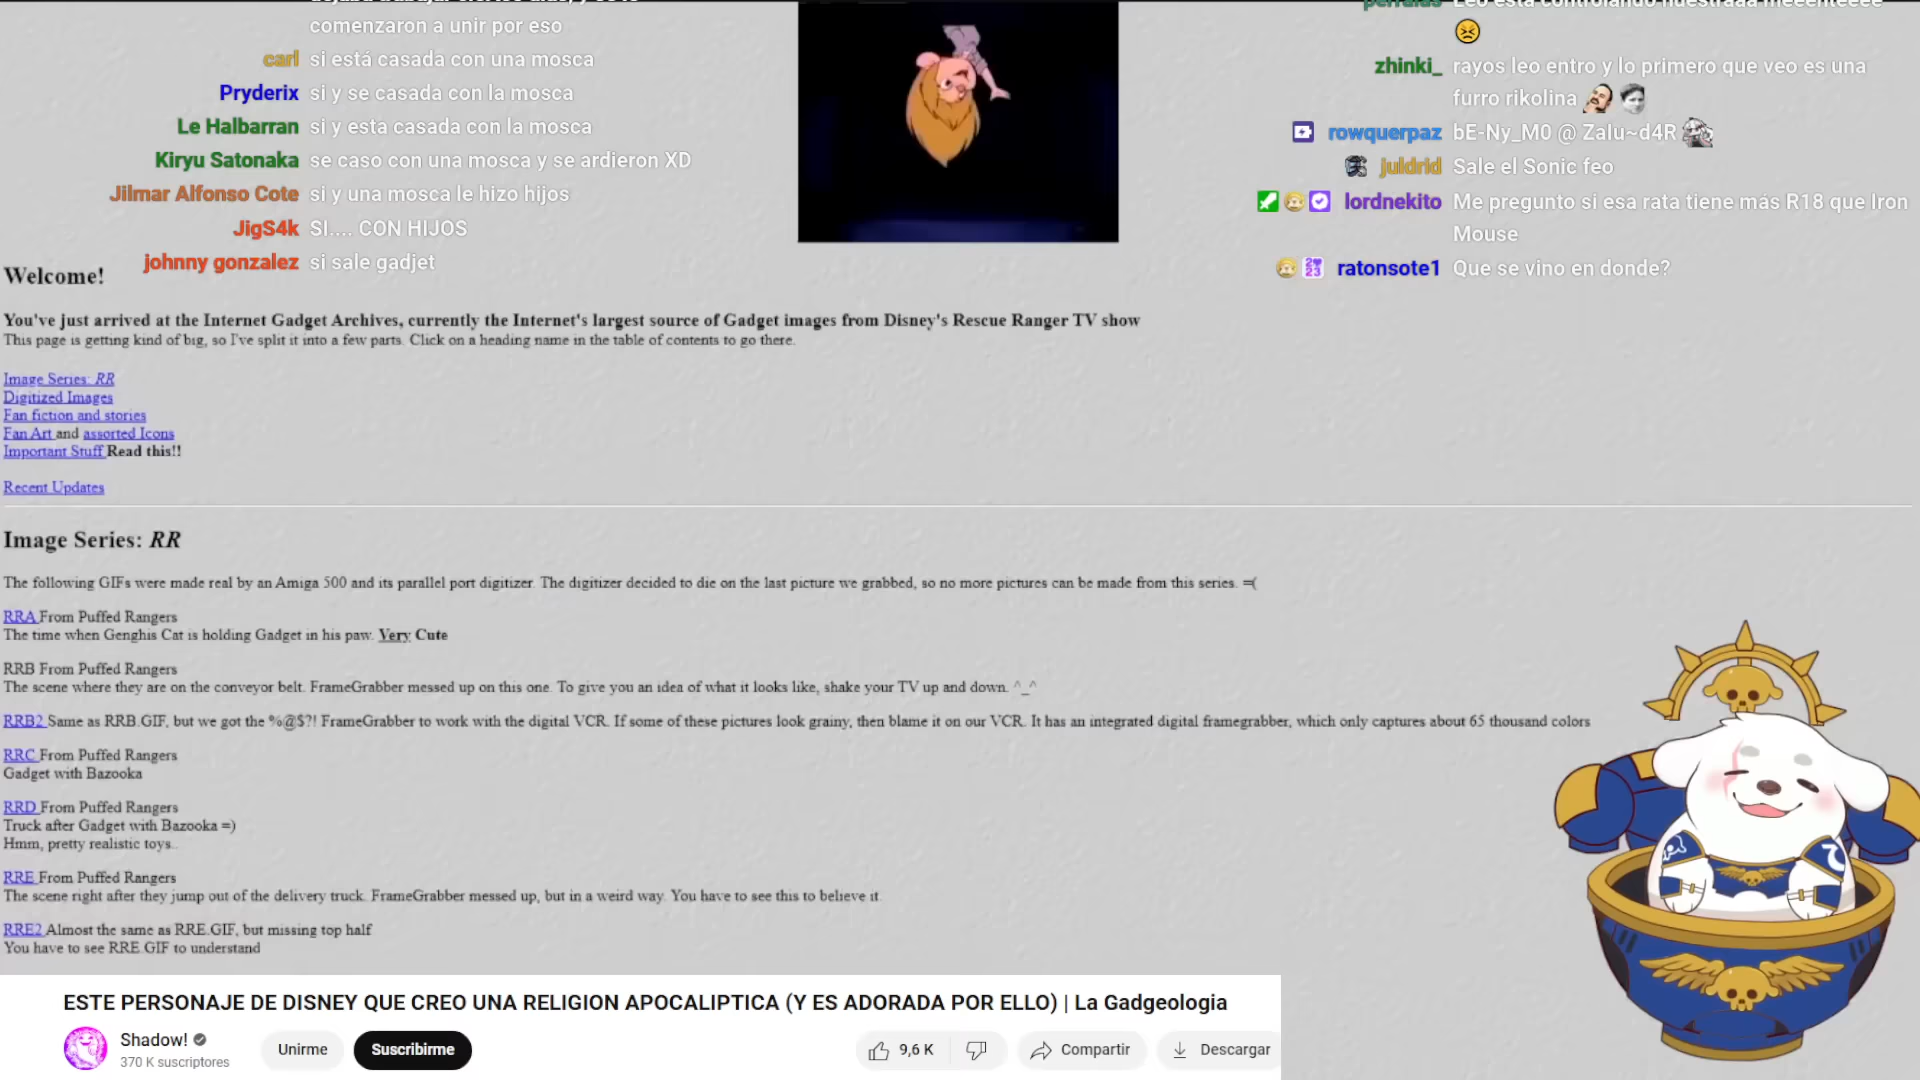 comenzaron a unir por eso
carl si está casada con una mosca
Pryderix si y se casada con la mosca
Le Halbarran si y esta casada con la mosca
Kiryu Satonaka se caso con una mosca y se ardieron XD
Jilmar Alfonso Cote si y una mosca le hizo hijos
JigS4k SI.... CON HIJOS
johnny gonzalez si sale gadjet
perraias Leo esta controlando nuestraaa meeenteeee
zhinki_ rayos leo entro y lo primero que veo es una
furro rikolina
rowquerpaz bE-Ny_M0 @ Zalu~d4R
juldrid Sale el Sonic feo
lordnekito Me pregunto si esa rata tiene más R18 que Iron
Mouse
ratonsote1 Que se vino en donde?
Welcome!
You've just arrived at the Internet Gadget Archives, currently the Internet's largest source of Gadget images from Disney's Rescue Ranger TV show
This page is getting kind of big, so I've split it into a few parts. Click on a heading name in the table of contents to go there.
Image Series: RR
Digitized Images
Fan fiction and stories
Fan Art and assorted Icons
Important Stuff Read this!!
Recent Updates
Image Series: RR
The following GIFs were made real by an Amiga 500 and its parallel port digitizer. The digitizer decided to die on the last picture we grabbed, so no more pictures can be made from this series. =(
RRA From Puffed Rangers
The time when Genghis Cat is holding Gadget in his paw. Very Cute
RRB From Puffed Rangers
The scene where they are on the conveyor belt. FrameGrabber messed up on this one. To give you an idea of what it looks like, shake your TV up and down. ^_^
RRB2 Same as RRB.GIF, but we got the %@$?! FrameGrabber to work with the digital VCR. If some of these pictures look grainy, then blame it on our VCR. It has an integrated digital framegrabber, which only captures about 65 thousand colors
RRC From Puffed Rangers
Gadget with Bazooka
RRD From Puffed Rangers
Truck after Gadget with Bazooka =)
Hmm, pretty realistic toys..
RRE From Puffed Rangers
The scene right after they jump out of the delivery truck. FrameGrabber messed up, but in a weird way. You have to see this to believe it.
RRE2 Almost the same as RRE.GIF, but missing top half
You have to see RRE.GIF to understand
ESTE PERSONAJE DE DISNEY QUE CREO UNA RELIGION APOCALIPTICA (Y ES ADORADA POR ELLO) | La Gadgeologia
Shadow!
370 K suscriptores
Unirme
Suscribirme
9,6 K
Compartir
Descargar